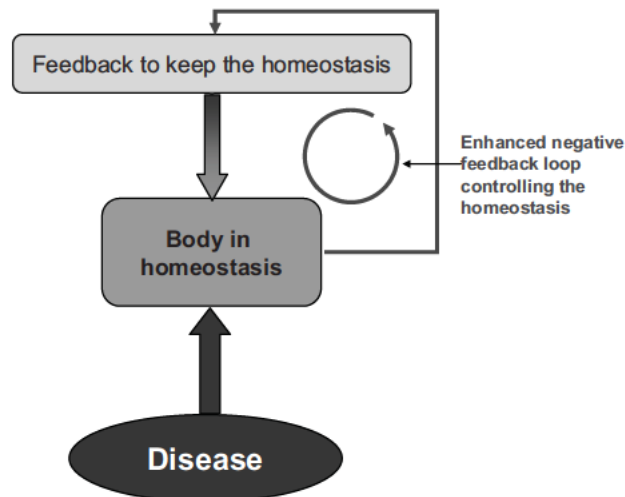 Feedback to keep the homeostasis
Enhanced negative
feedback loop
controlling the
homeostasis
Body in
homeostasis
Disease